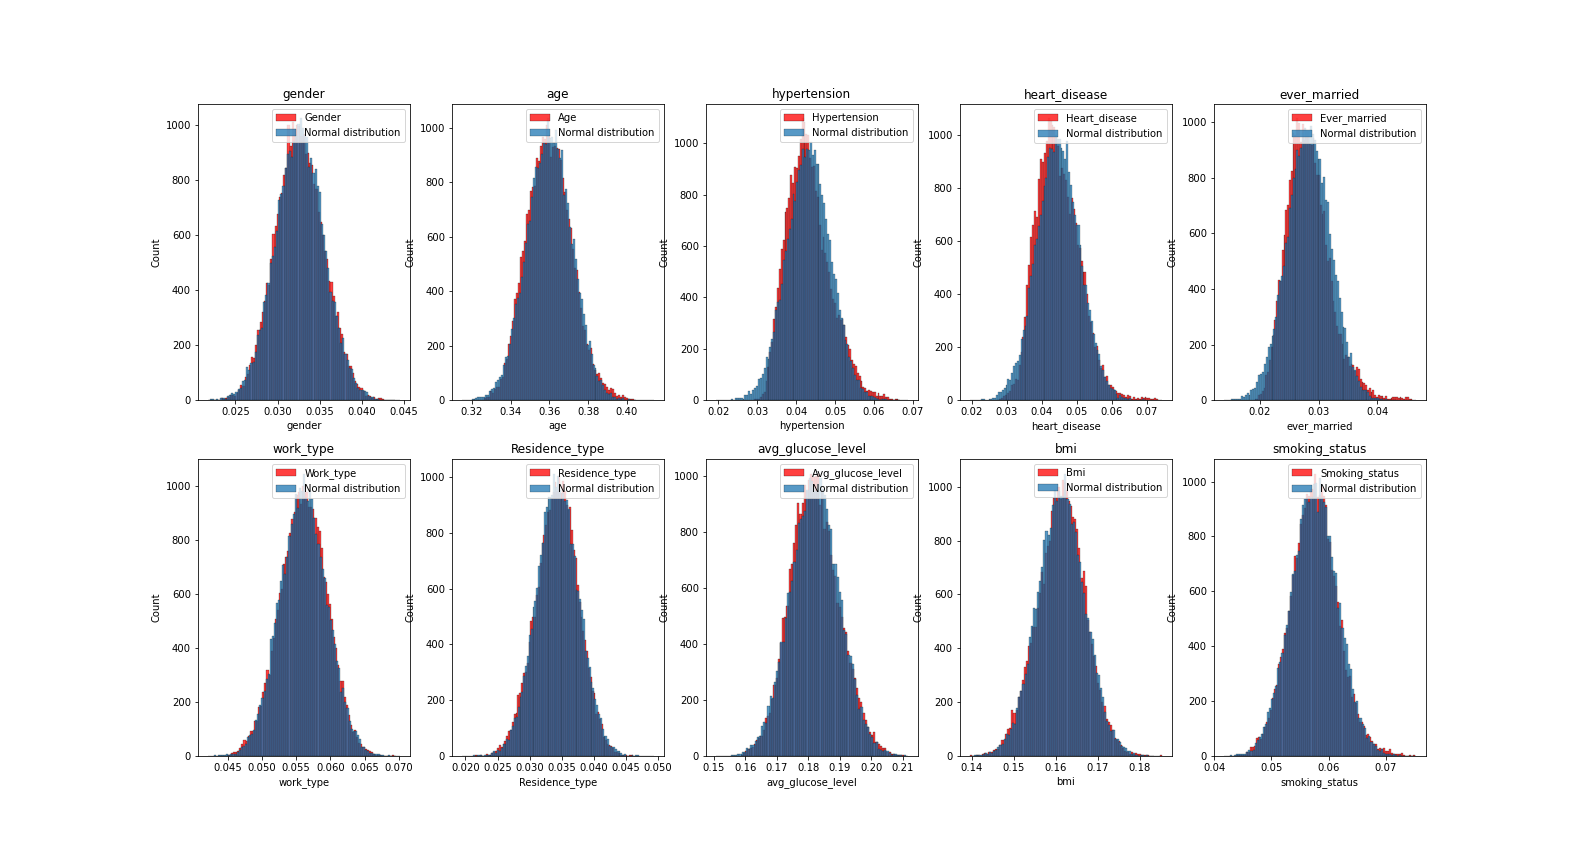 gender
Gender
Normal distribution
1000
800
600
400
200
0
Count
0.025
0.030
0.035
0.040
0.045
gender
age
Age
Normal distribution
1000
800
600
400
200
0
Count
0.32
0.34
0.36
0.38
0.40
age
hypertension
Hypertension
Normal distribution
1000
800
600
400
200
0
Count
0.02
0.03
0.04
0.05
0.06
0.07
hypertension
heart_disease
Heart_disease
Normal distribution
1000
800
600
400
200
0
Count
0.02
0.03
0.04
0.05
0.06
0.07
heart_disease
ever_married
Ever_married
Normal distribution
1000
800
600
400
200
0
Count
0.02
0.03
0.04
ever_married
work_type
Work_type
Normal distribution
1000
800
600
400
200
0
Count
0.045
0.050
0.055
0.060
0.065
0.070
work_type
Residence_type
Residence_type
Normal distribution
1000
800
600
400
200
0
Count
0.020
0.025
0.030
0.035
0.040
0.045
0.050
Residence_type
avg_glucose_level
Avg_glucose_level
Normal distribution
1000
800
600
400
200
0
Count
0.15
0.16
0.17
0.18
0.19
0.20
0.21
avg_glucose_level
bmi
Bmi
Normal distribution
1000
800
600
400
200
0
Count
0.14
0.15
0.16
0.17
0.18
bmi
smoking_status
Smoking_status
Normal distribution
1000
800
600
400
200
0
Count
0.04
0.05
0.06
0.07
smoking_status